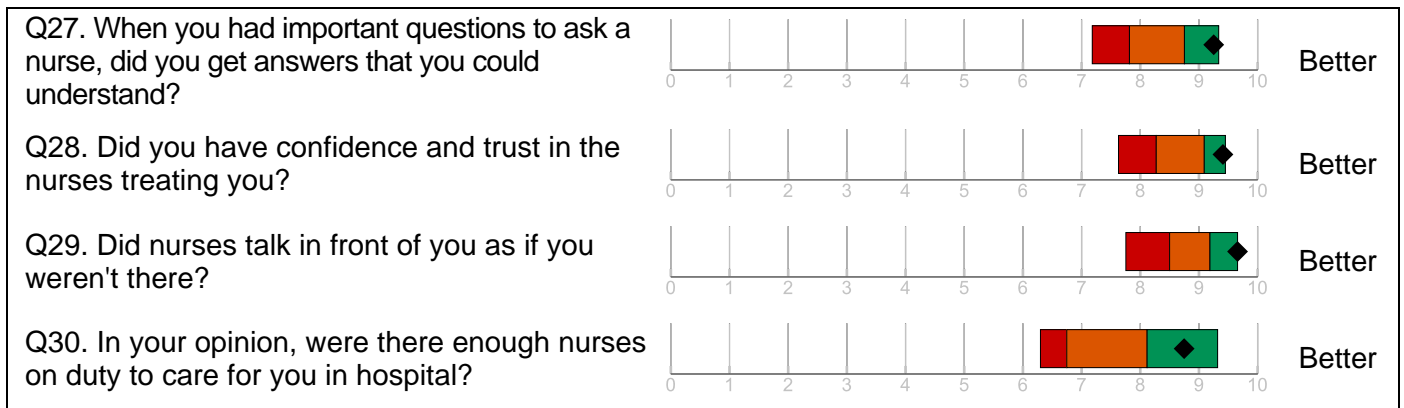 Q27. When you had important questions to ask a
nurse, did you get answers that you could
understand?
0 1 2 3 4 5 6 7 8 9 10
Better
Q28. Did you have confidence and trust in the
nurses treating you?
0 1 2 3 4 5 6 7 8 9 10
Better
Q29. Did nurses talk in front of you as if you
weren't there?
0 1 2 3 4 5 6 7 8 9 10
Better
Q30. In your opinion, were there enough nurses
on duty to care for you in hospital?
0 1 2 3 4 5 6 7 8 9 10
Better